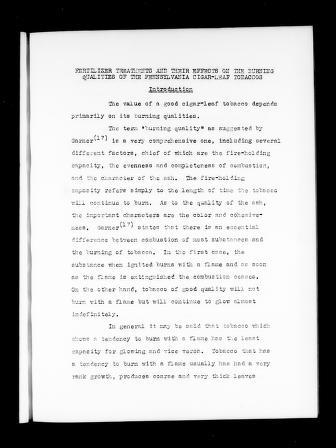 FERTILIZER TREATMENTS AND THEIR EFFECTS ON THE BURNING
QUALITIES OF THE PENNSYLVANIA CIGAR-LEAF TOBACCOS
Introduction
The value of a good cigar-leaf tobacco depends
primarily on its burning qualities.
The term "burning quality" as suggested by
Garner(17) is a very comprehensive one, including several
different factors, chief of which are the fire-holding
capacity, the evenness and completeness of combustion,
and the character of the ash. The fire-holding
capacity refers simply to the length of time the tobacco
will continue to burn. As to the quality of the ash,
the important characters are the color and cohesive-
ness. Garner(17) states that there is an essential
difference between combustion of most substances and
the burning of tobacco. In the first case, the
substance when ignited burns with a flame and as soon
as the flame is extinguished the combustion ceases.
On the other hand, tobacco of good quality will not
burn with a flame but will continue to glow almost
indefinitely.
In general it may be said that tobacco which
shows a tendency to burn with a flame has the least
capacity for glowing and vice versa. Tobacco that has
a tendency to burn with a flame usually has had a very
rank growth, produces coarse and very thick leaves